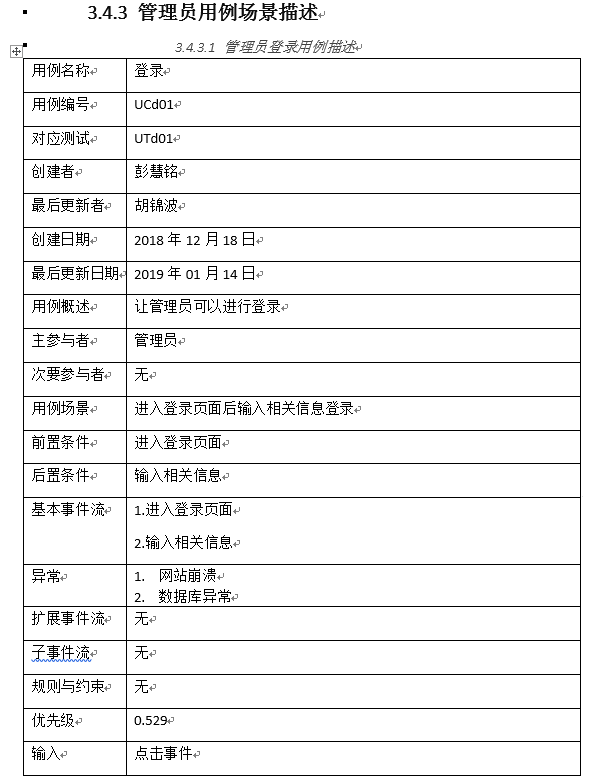 3.4.3 管理员用例场景描述
3.4.3.1 管理员登录用例描述
用例名称 登录
用例编号 UCd01
对应测试 UTd01
创建者 彭慧铭
最后更新者 胡锦波
创建日期 2018 年 12 月 18 日
最后更新日期 2019 年 01 月 14 日
用例概述 让管理员可以进行登录
主参与者 管理员
次要参与者 无
用例场景 进入登录页面后输入相关信息登录
前置条件 进入登录页面
后置条件 输入相关信息
基本事件流 1.进入登录页面
2.输入相关信息
异常 1. 网站崩溃
2. 数据库异常
扩展事件流 无
子事件流 无
规则与约束 无
优先级 0.529
输入 点击事件